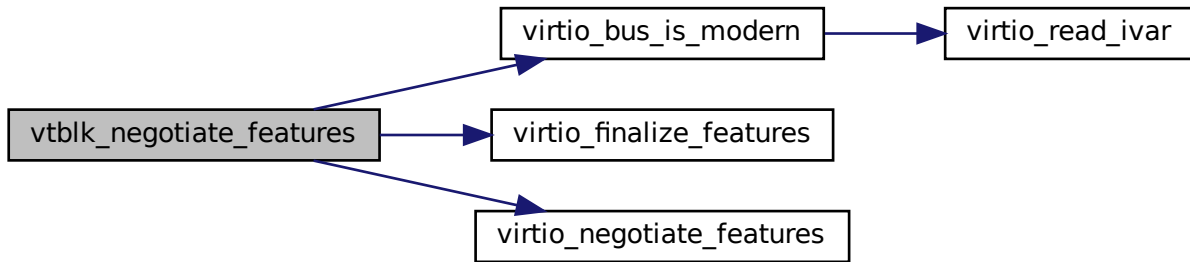 virtio_bus_is_modern
virtio_read_ivar
vtblk_negotiate_features
virtio_finalize_features
virtio_negotiate_features